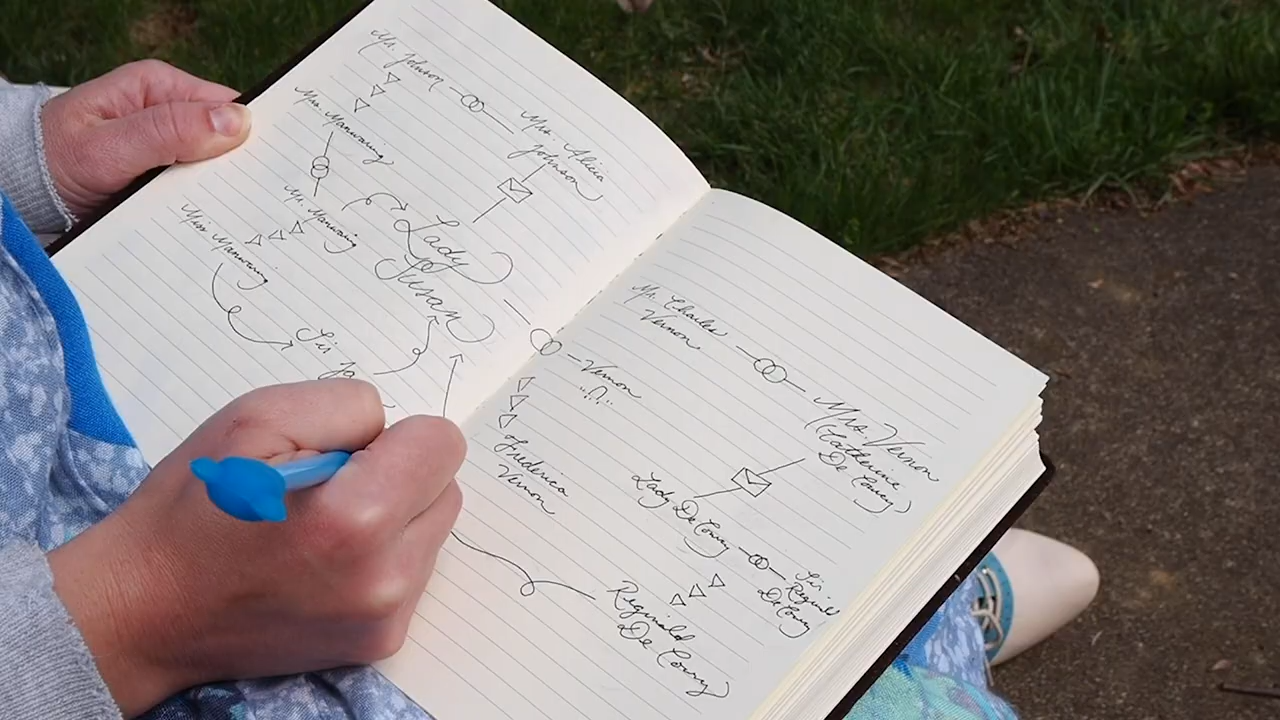 Mr. Johnson
Mrs. Manwaring
Mr. Manwaring
Miss Manwaring
Mrs. Alicia
Johnson
Lady
Susan
Sir
Mr. Charles
Vernon
Vernon
Mrs. Vernon
(Catherine
De Courcy)
Frederica
Vernon
Lady De Courcy
Sir
Reginald
De Courcy
Reginald
De Courcy